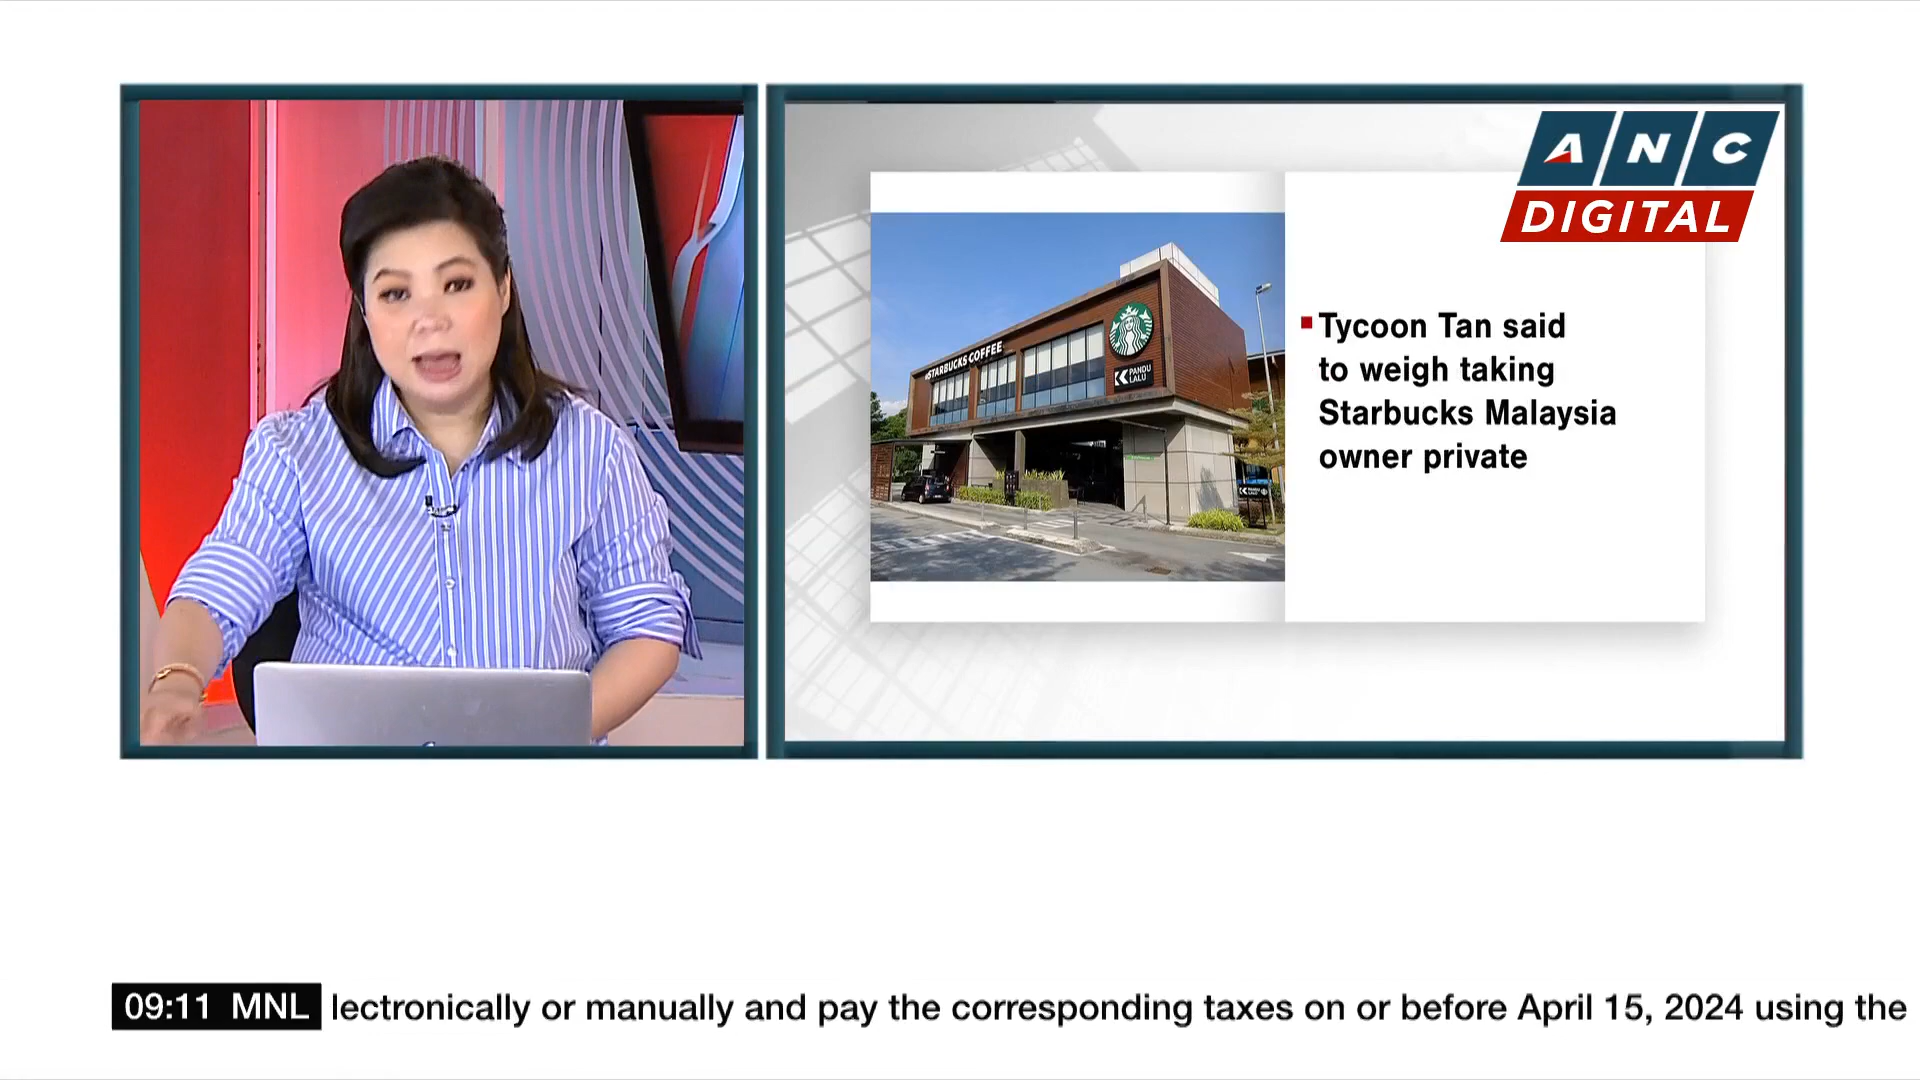 ANC
DIGITAL
STARBUCKS COFFEE
PANDU
LALU
Tycoon Tan said
to weigh taking
Starbucks Malaysia
owner private
09:11 MNL lectronically or manually and pay the corresponding taxes on or before April 15, 2024 using the